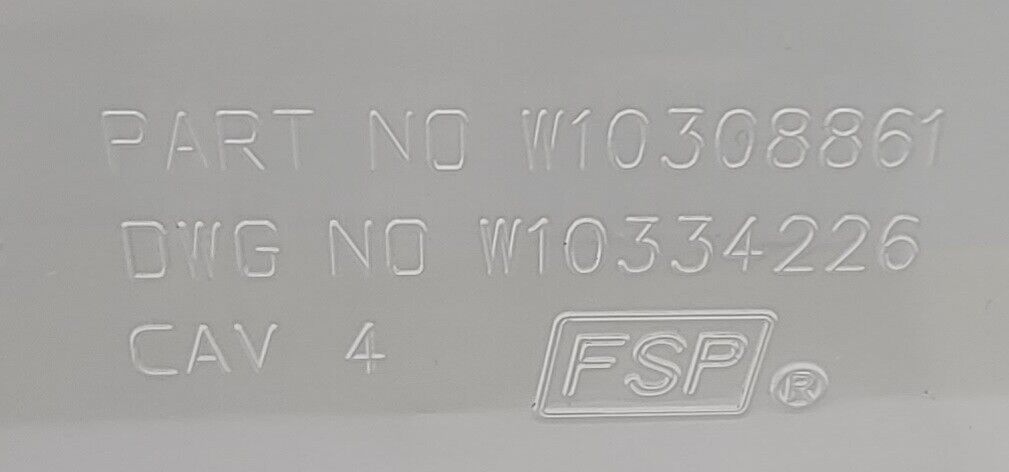 PART NO W10308861
DWG NO W10334226
CAV 4 FSP®